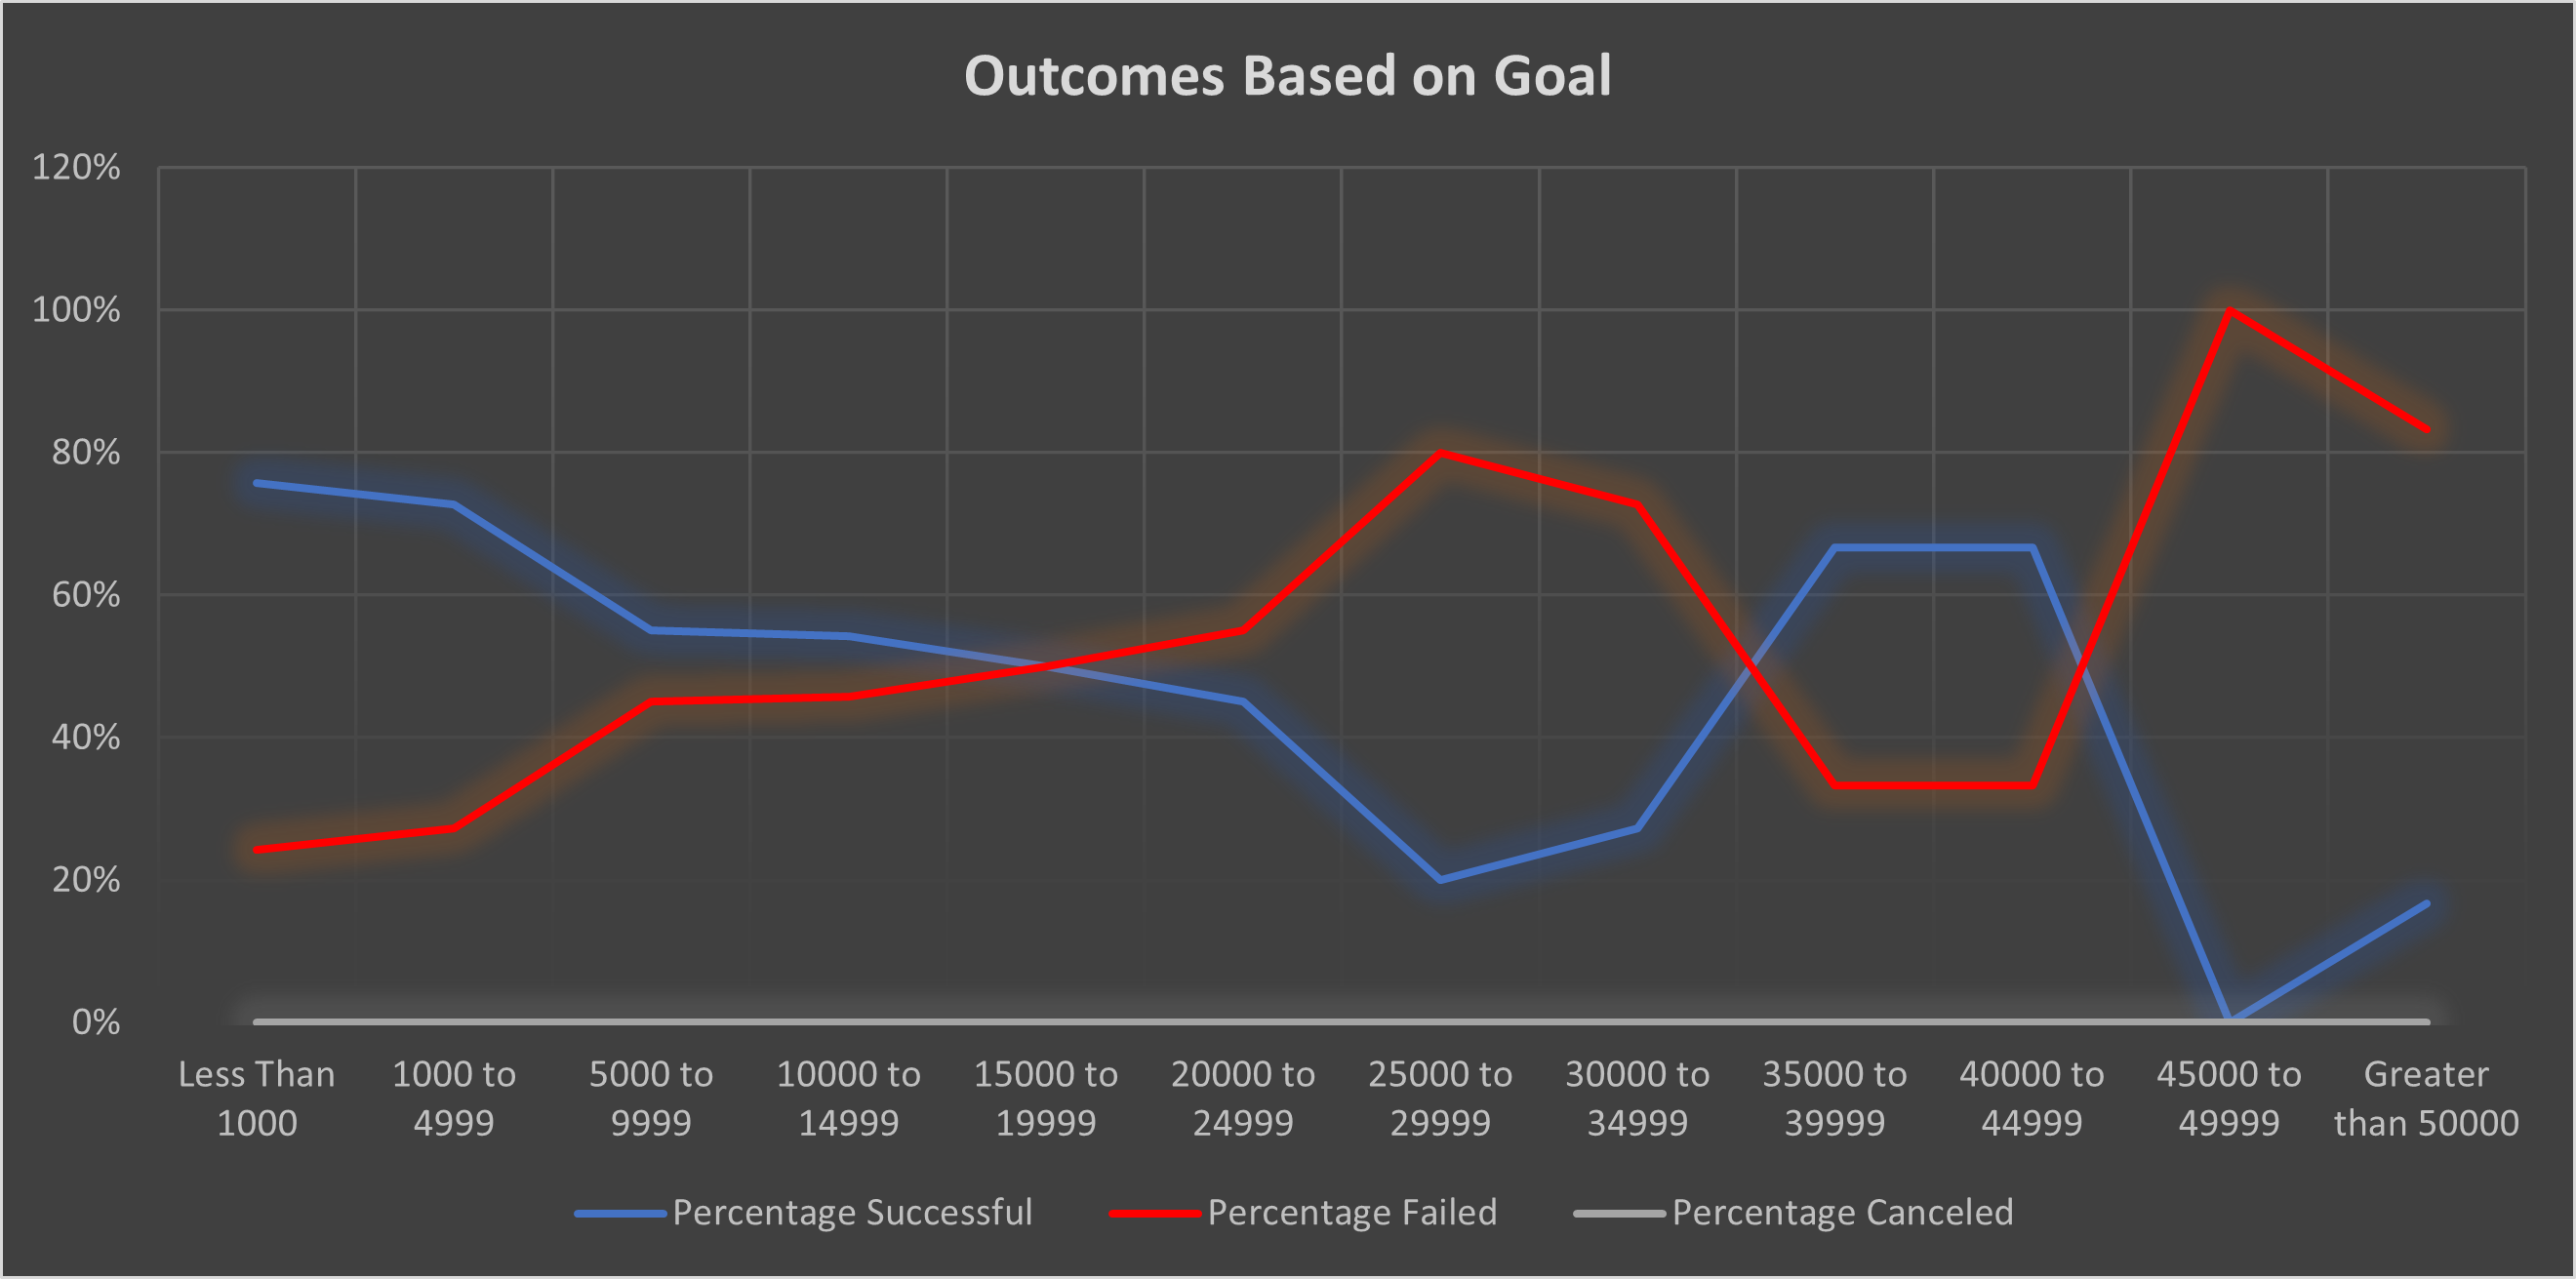 Outcomes Based on Goal
120%
100%
80%
60%
40%
20%
0%
Less Than
1000
1000 to
4999
5000 to
9999
10000 to
14999
15000 to
19999
20000 to
24999
25000 to
29999
30000 to
34999
35000 to
39999
40000 to
44999
45000 to
49999
Greater
than 50000
Percentage Successful
Percentage Failed
Percentage Canceled